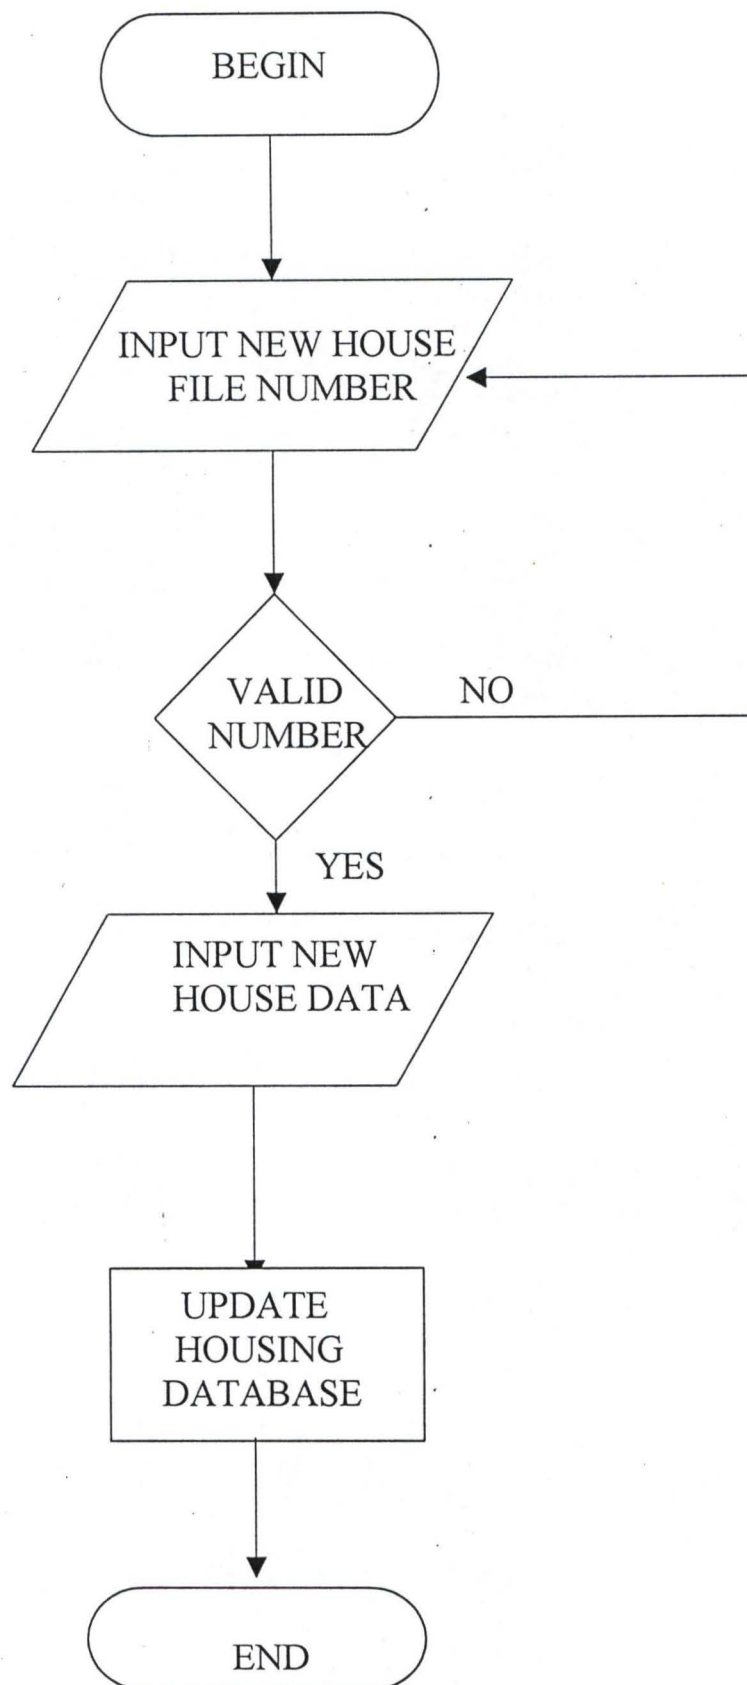 BEGIN
INPUT NEW HOUSE
FILE NUMBER
VALID
NUMBER
NO
YES
INPUT NEW
HOUSE DATA
UPDATE
HOUSING
DATABASE
END